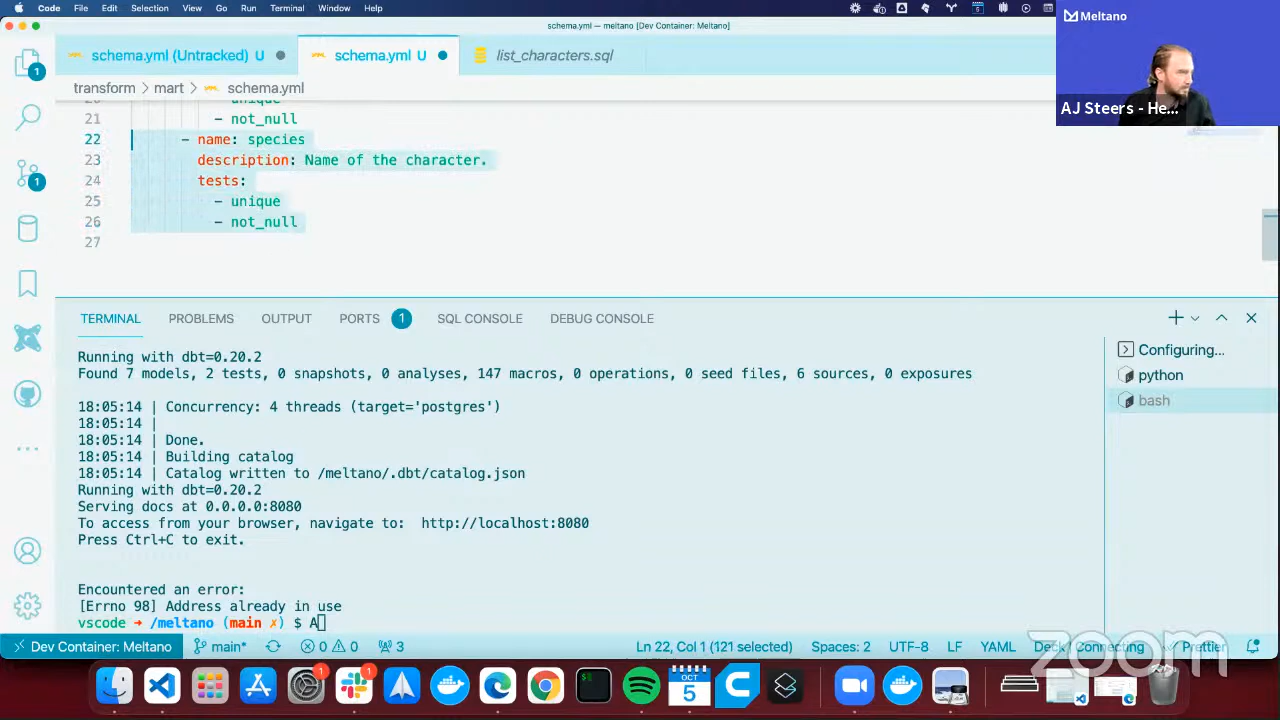 Code File Edit Selection View Go Run Terminal Window Help
schema.yml — meltano [Dev Container: Meltano]
Meltano
AJ Steers - He...
schema.yml (Untracked) U
schema.yml U
list_characters.sql
transform > mart > schema.yml
unique
21 - not_null
22 - name: species
23 description: Name of the character.
24 tests:
25 - unique
26 - not_null
27
TERMINAL PROBLEMS OUTPUT PORTS 1 SQL CONSOLE DEBUG CONSOLE
Configuring...
python
bash
Running with dbt=0.20.2
Found 7 models, 2 tests, 0 snapshots, 0 analyses, 147 macros, 0 operations, 0 seed files, 6 sources, 0 exposures
18:05:14 | Concurrency: 4 threads (target='postgres')
18:05:14 |
18:05:14 | Done.
18:05:14 | Building catalog
18:05:14 | Catalog written to /meltano/.dbt/catalog.json
Running with dbt=0.20.2
Serving docs at 0.0.0.0:8080
To access from your browser, navigate to: http://localhost:8080
Press Ctrl+C to exit.
Encountered an error:
[Errno 98] Address already in use
vscode → /meltano (main ✗) $ A
Dev Container: Meltano main* 0 0 3 Ln 22, Col 1 (121 selected) Spaces: 2 UTF-8 LF YAML Deck Connecting Prettier
zoom
OCT
5